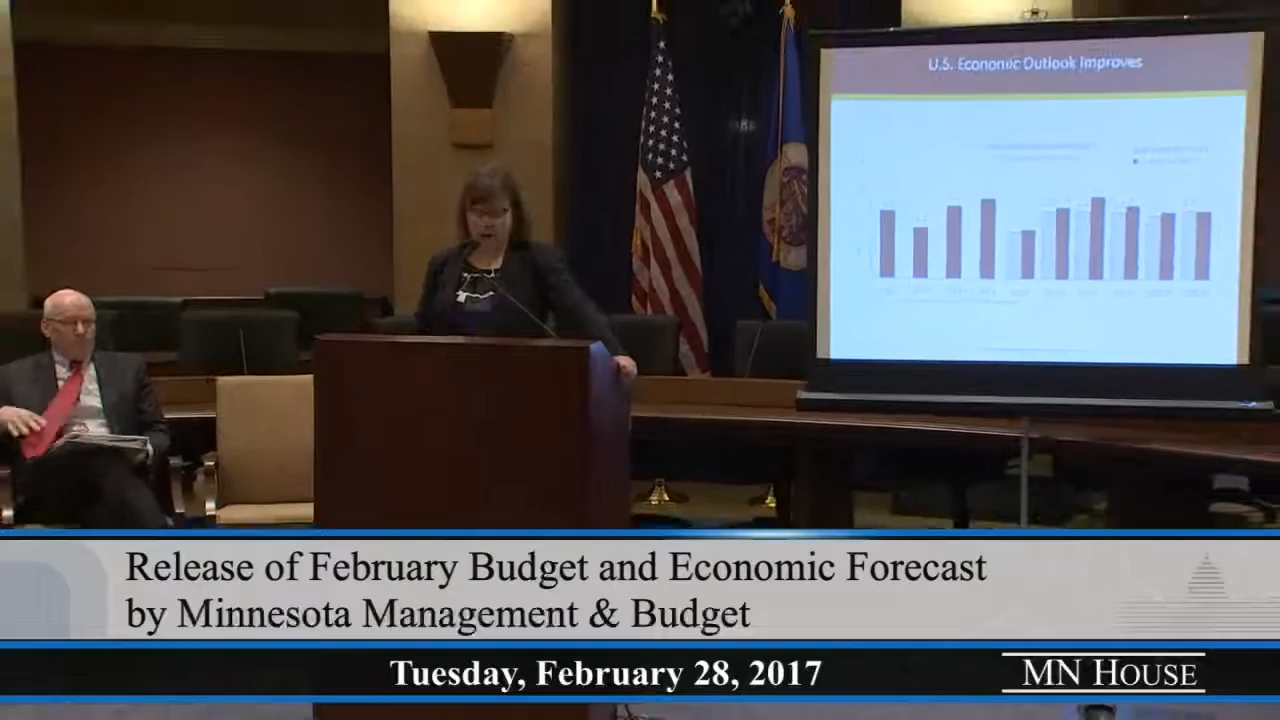 U.S. Economic Outlook Improves
Release of February Budget and Economic Forecast
by Minnesota Management & Budget
Tuesday, February 28, 2017
MN HOUSE